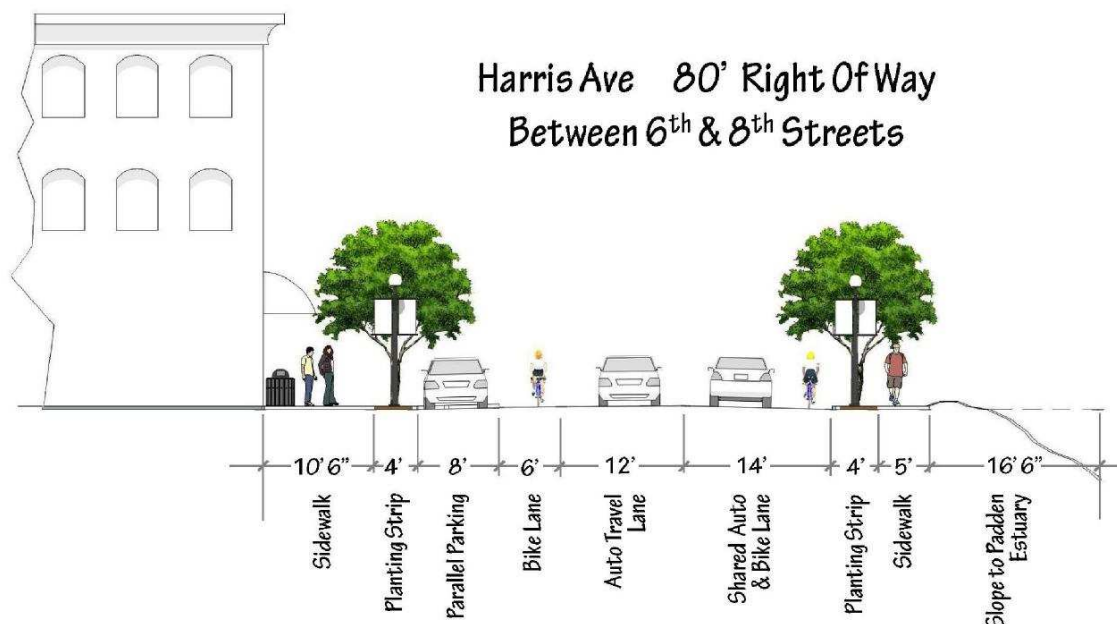 Harris Ave 80’ Right Of Way
Between 6th & 8th Streets
10’ 6” 4’ 8’ 6’ 12’ 14’ 4’ 5’ 16’ 6”
Sidewalk
Planting Strip
Parallel Parking
Bike Lane
Auto Travel
Lane
Shared Auto
& Bike Lane
Planting Strip
Sidewalk
Slope to Padden
Estuary